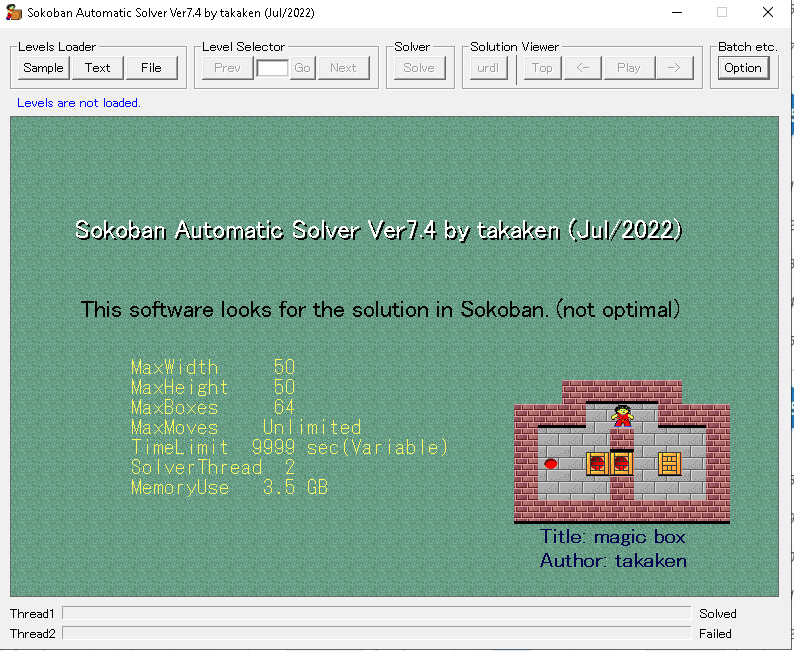 Sokoban Automatic Solver Ver7.4 by takaken (Jul/2022)
Levels Loader Level Selector Solver Solution Viewer Batch etc.
Sample Text File Prev Go Next Solve urdl Top <- Play -> Option
Levels are not loaded.
Sokoban Automatic Solver Ver7.4 by takaken (Jul/2022)
This software looks for the solution in Sokoban. (not optimal)
MaxWidth 50
MaxHeight 50
MaxBoxes 64
MaxMoves Unlimited
TimeLimit 9999 sec(Variable)
SolverThread 2
MemoryUse 3.5 GB
Title: magic box
Author: takaken
Thread1 Solved
Thread2 Failed